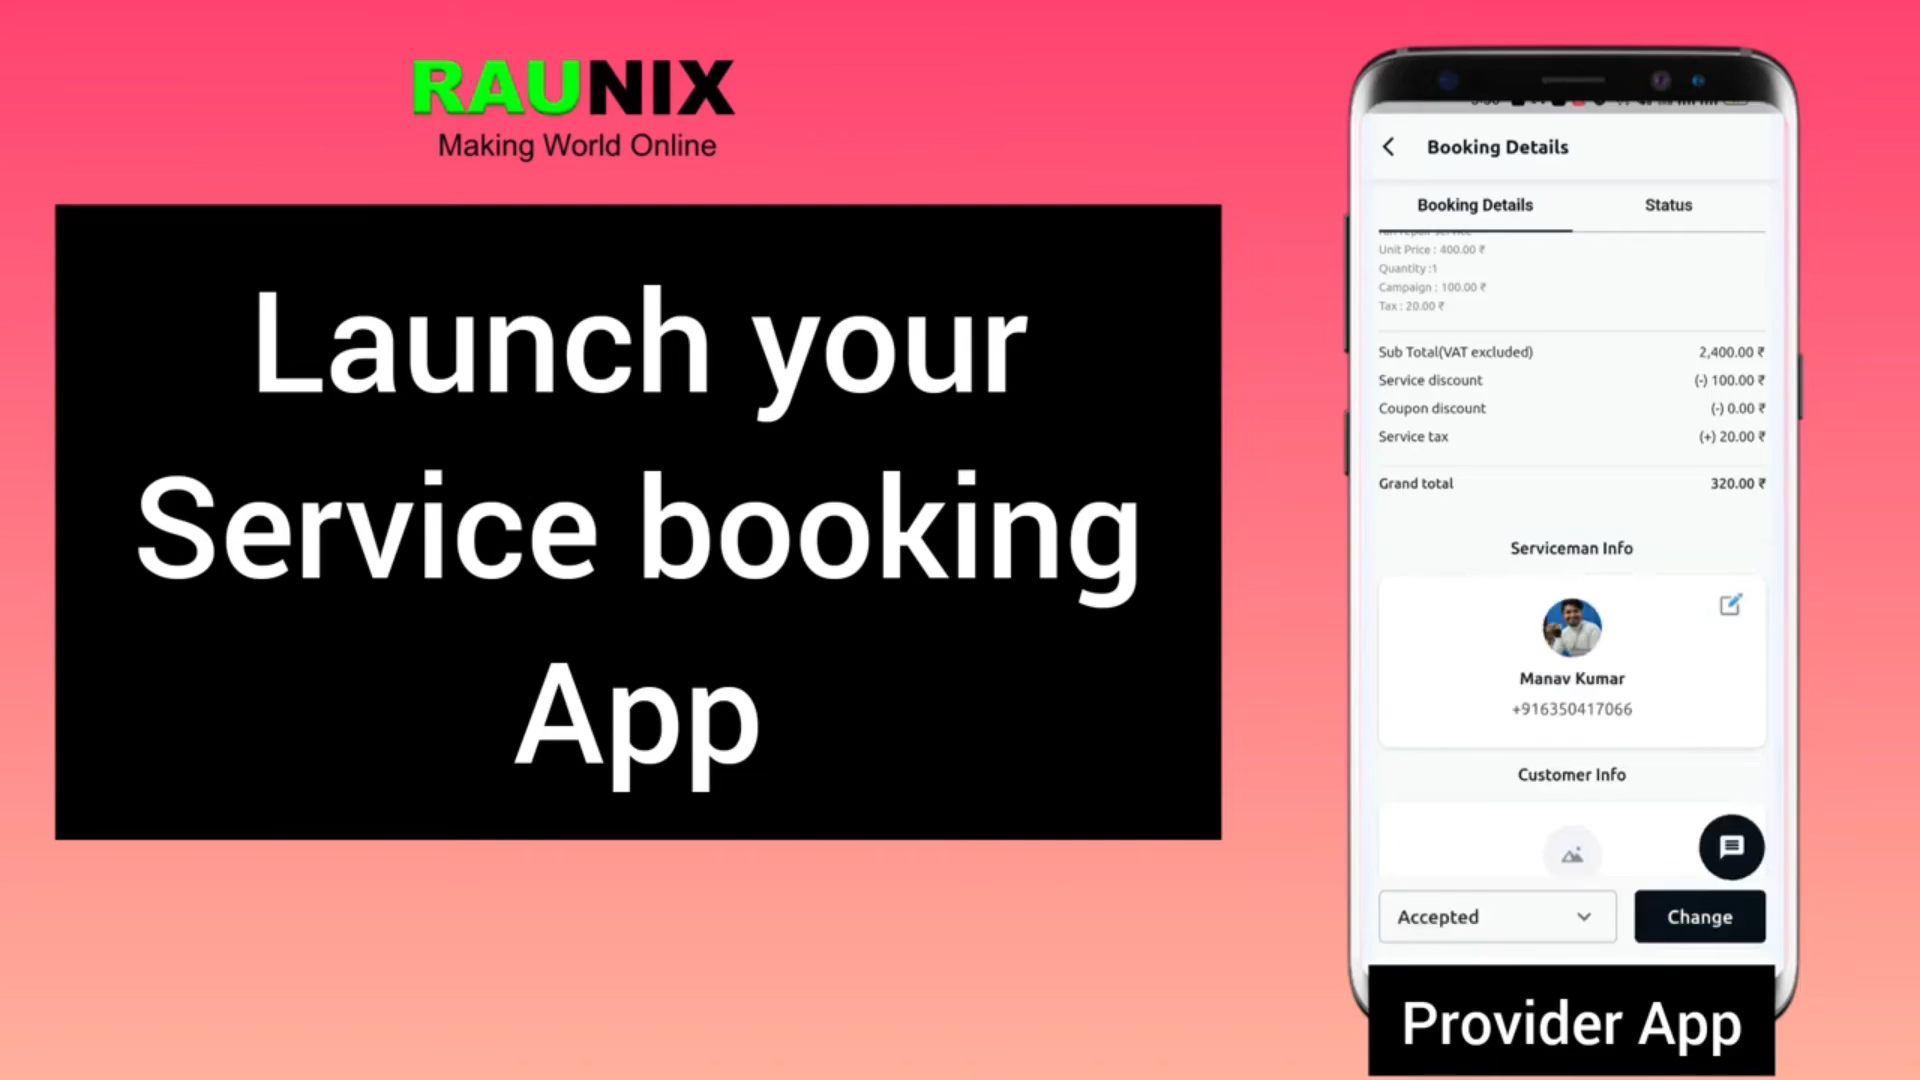 RAUNIX
Making World Online
Launch your
Service booking
App
Booking Details
Booking Details
Status
Unit Price : 400.00 ₹
Quantity :1
Campaign : 100.00 ₹
Tax : 20.00 ₹
Sub Total(VAT excluded) 2,400.00 ₹
Service discount (-) 100.00 ₹
Coupon discount (-) 0.00 ₹
Service tax (+) 20.00 ₹
Grand total 320.00 ₹
Serviceman Info
Manav Kumar
+916350417066
Customer Info
Accepted
Change
Provider App